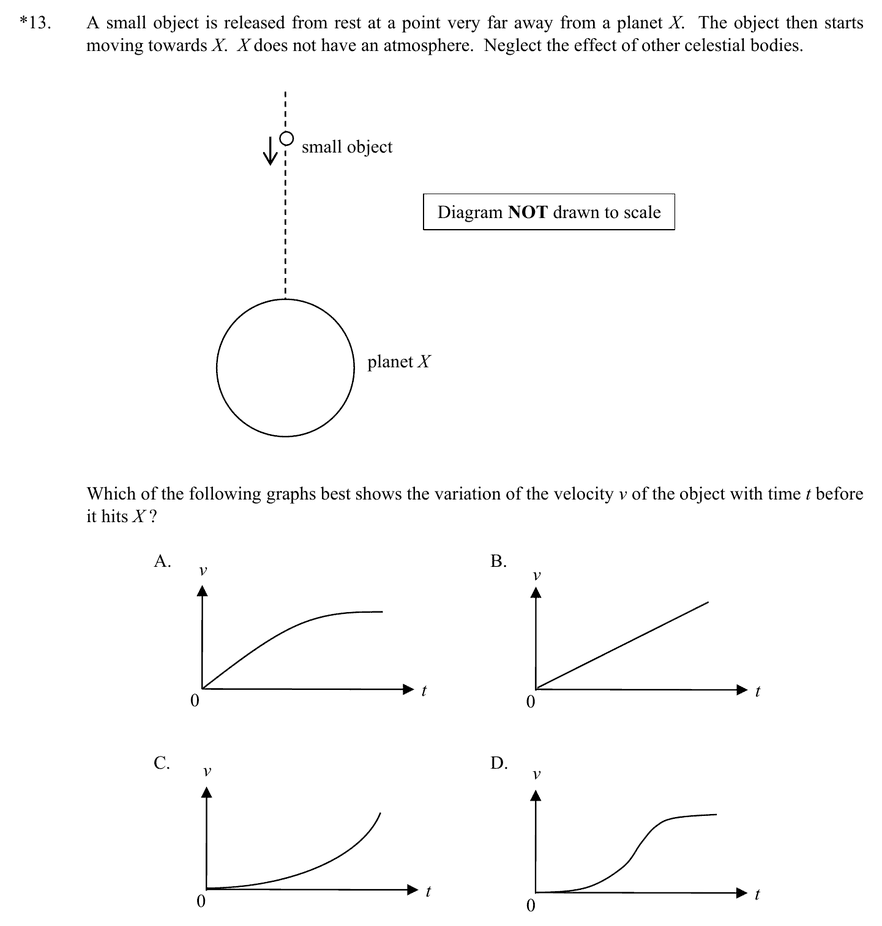 *13. A small object is released from rest at a point very far away from a planet X. The object then starts
moving towards X. X does not have an atmosphere. Neglect the effect of other celestial bodies.
small object
Diagram NOT drawn to scale
planet X
Which of the following graphs best shows the variation of the velocity v of the object with time t before
it hits X ?
A.
v
0
t
B.
v
0
t
C.
v
0
t
D.
v
0
t